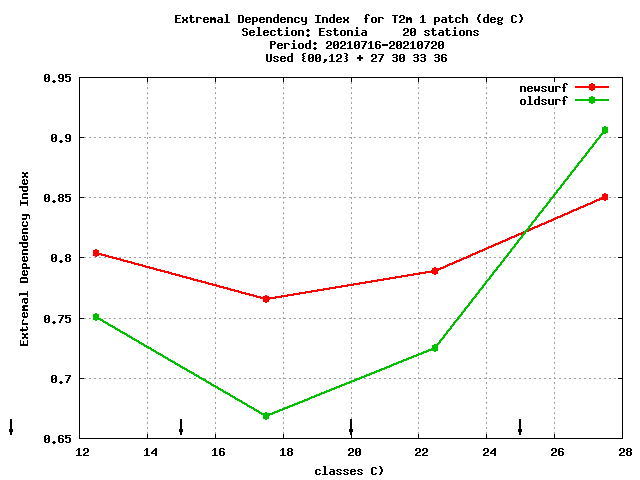 Extremal Dependency Index  for T2m 1 patch (deg C)
Selection: Estonia     20 stations
Period: 20210716-20210720
Used {00,12} + 27 30 33 36
newsurf
oldsurf
0.95
0.9
0.85
0.8
0.75
0.7
0.65
Extremal Dependency Index
12 14 16 18 20 22 24 26 28
classes C)